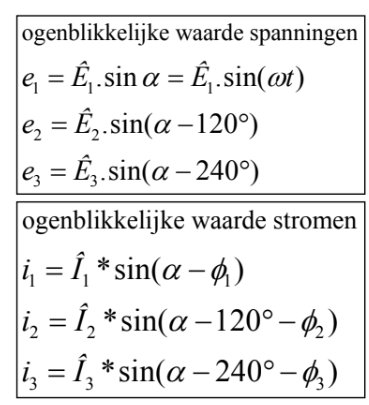 ogenblikkelijke waarde spanningen
e₁ = Ê₁.sin α = Ê₁.sin(ωt)
e₂ = Ê₂.sin(α − 120°)
e₃ = Ê₃.sin(α − 240°)
ogenblikkelijke waarde stromen
i₁ = Î₁ * sin(α − ϕ₁)
i₂ = Î₂ * sin(α − 120° − ϕ₂)
i₃ = Î₃ * sin(α − 240° − ϕ₃)